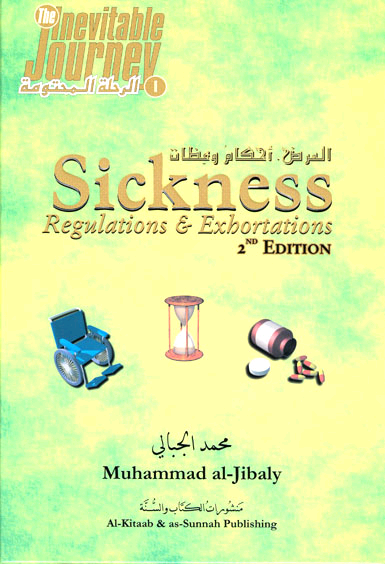 The Inevitable
Journey
١- الرحلة المحتومة
المرض، أحكام وعظات
Sickness
Regulations & Exhortations
2ND EDITION
محمد الجبالي
Muhammad al-Jibaly
منشورات الكتاب والسنة
Al-Kitaab & as-Sunnah Publishing